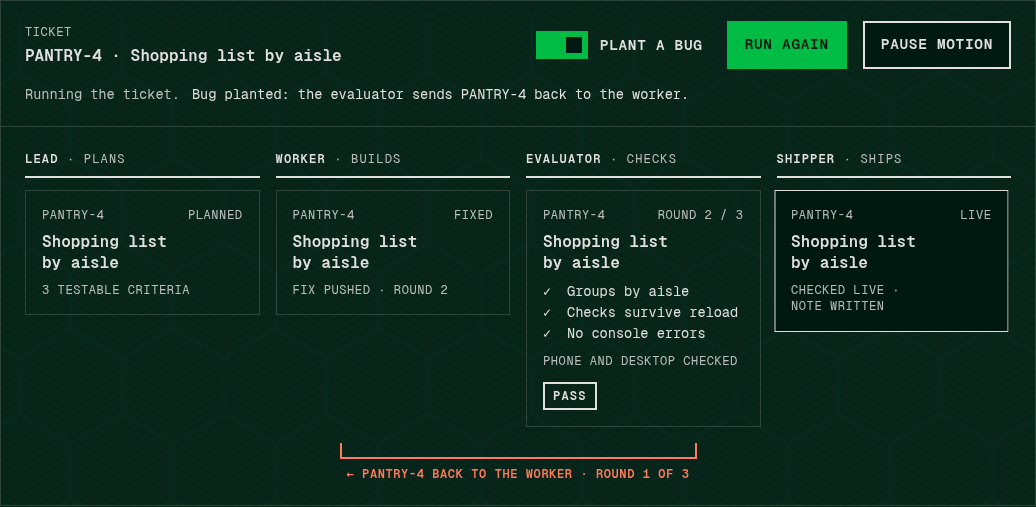 TICKET
PANTRY-4 · Shopping list by aisle
PLANT A BUG
RUN AGAIN
PAUSE MOTION
Running the ticket. Bug planted: the evaluator sends PANTRY-4 back to the worker.
LEAD · PLANS
PANTRY-4 PLANNED
Shopping list
by aisle
3 TESTABLE CRITERIA
WORKER · BUILDS
PANTRY-4 FIXED
Shopping list
by aisle
FIX PUSHED · ROUND 2
EVALUATOR · CHECKS
PANTRY-4 ROUND 2 / 3
Shopping list
by aisle
✓ Groups by aisle
✓ Checks survive reload
✓ No console errors
PHONE AND DESKTOP CHECKED
PASS
SHIPPER · SHIPS
PANTRY-4 LIVE
Shopping list
by aisle
CHECKED LIVE ·
NOTE WRITTEN
← PANTRY-4 BACK TO THE WORKER · ROUND 1 OF 3